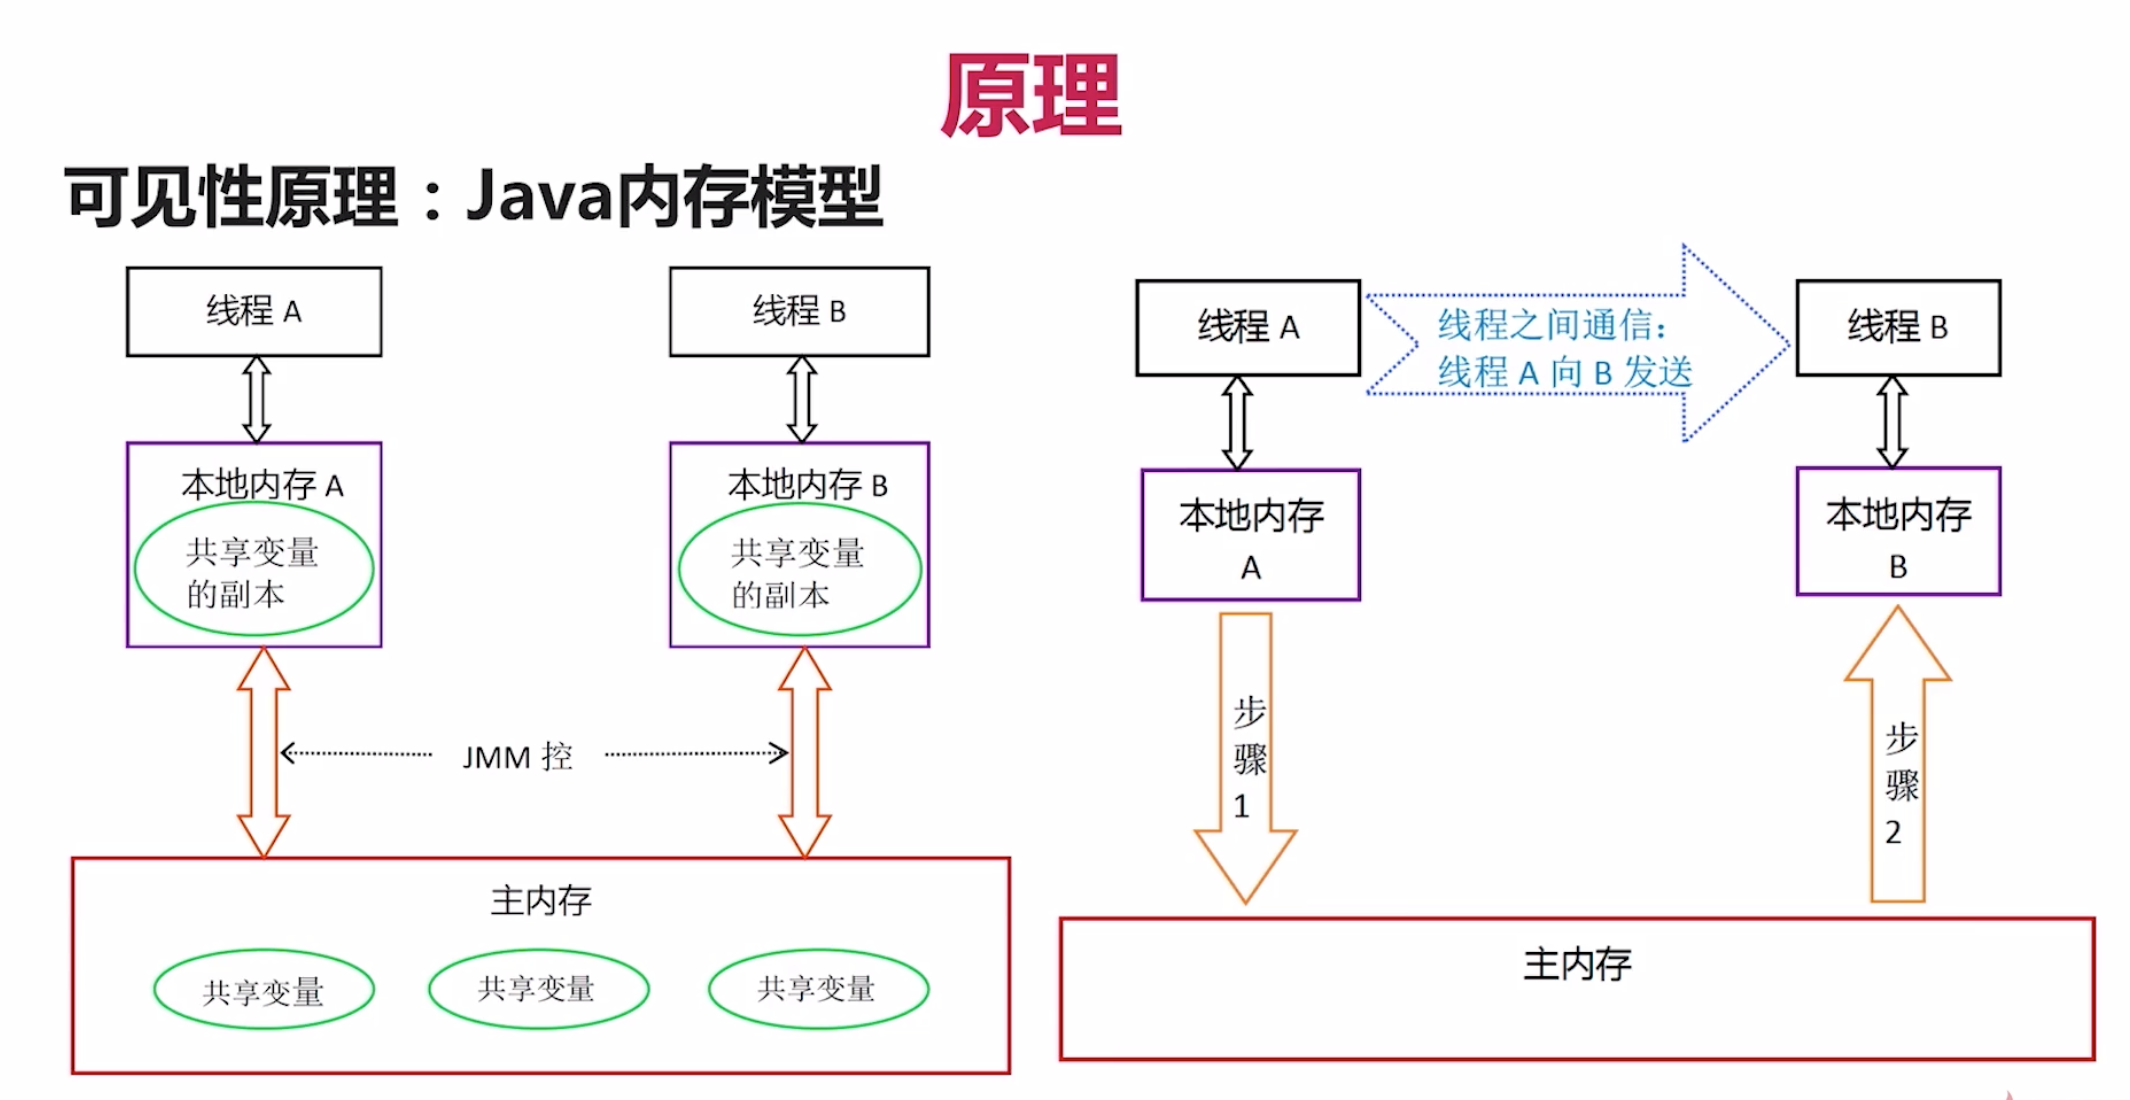 原理
可见性原理：Java内存模型
线程 A
线程 B
本地内存 A
共享变量
的副本
本地内存 B
共享变量
的副本
JMM 控
主内存
共享变量
共享变量
共享变量
线程 A
线程之间通信：
线程 A 向 B 发送
线程 B
本地内存
A
本地内存
B
步
骤
1
步
骤
2
主内存